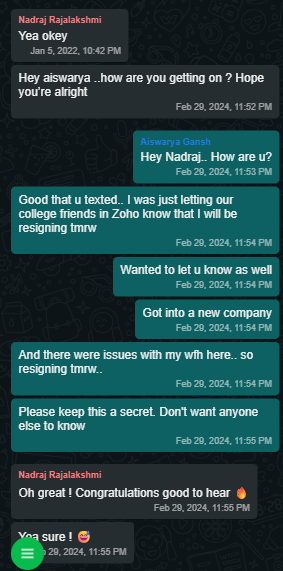 Nadraj Rajalakshmi
Yea okey
Jan 5, 2022, 10:42 PM
Hey aiswarya ..how are you getting on ? Hope
you're alright
Feb 29, 2024, 11:52 PM
Aiswarya Gansh
Hey Nadraj.. How are u?
Feb 29, 2024, 11:53 PM
Good that u texted.. I was just letting our
college friends in Zoho know that I will be
resigning tmrw
Feb 29, 2024, 11:54 PM
Wanted to let u know as well
Feb 29, 2024, 11:54 PM
Got into a new company
Feb 29, 2024, 11:54 PM
And there were issues with my wfh here.. so
resigning tmrw..
Feb 29, 2024, 11:54 PM
Please keep this a secret. Don't want anyone
else to know
Feb 29, 2024, 11:55 PM
Nadraj Rajalakshmi
Oh great ! Congratulations good to hear 🔥
Feb 29, 2024, 11:55 PM
Yea sure ! 😅
29, 2024, 11:55 PM